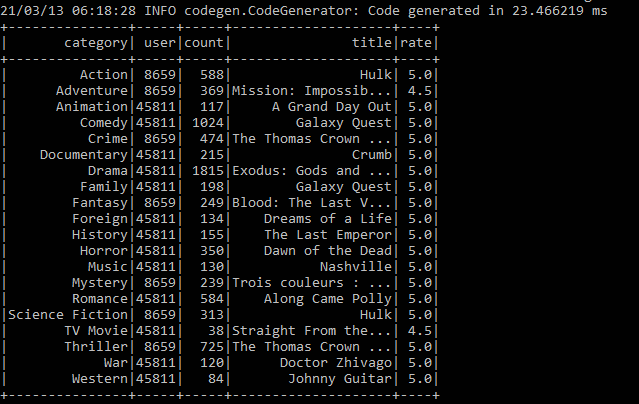 21/03/13 06:18:28 INFO codegen.CodeGenerator: Code generated in 23.466219 ms
+---------------+-----+-----+--------------------+----+
|       category| user|count|               title|rate|
+---------------+-----+-----+--------------------+----+
|         Action| 8659|  588|                Hulk| 5.0|
|      Adventure| 8659|  369|Mission: Impossib...| 4.5|
|      Animation|45811|  117|     A Grand Day Out| 5.0|
|         Comedy|45811| 1024|        Galaxy Quest| 5.0|
|          Crime| 8659|  474|The Thomas Crown ...| 5.0|
|    Documentary|45811|  215|               Crumb| 5.0|
|          Drama|45811| 1815|Exodus: Gods and ...| 5.0|
|         Family|45811|  198|        Galaxy Quest| 5.0|
|        Fantasy| 8659|  249|Blood: The Last V...| 5.0|
|        Foreign|45811|  134|     Dreams of a Life| 5.0|
|        History|45811|  155|    The Last Emperor| 5.0|
|         Horror|45811|  350|    Dawn of the Dead| 5.0|
|          Music|45811|  130|           Nashville| 5.0|
|        Mystery| 8659|  239|Trois couleurs : ...| 5.0|
|        Romance|45811|  584|    Along Came Polly| 5.0|
|Science Fiction| 8659|  313|                Hulk| 5.0|
|       TV Movie|45811|   38|Straight From the...| 4.5|
|       Thriller| 8659|  725|The Thomas Crown ...| 5.0|
|            War|45811|  120|      Doctor Zhivago| 5.0|
|        Western|45811|   84|       Johnny Guitar| 5.0|
+---------------+-----+-----+--------------------+----+